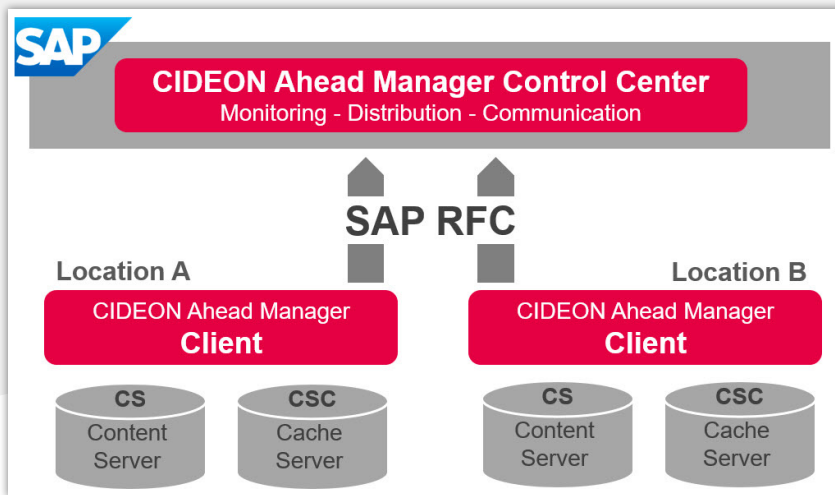 SAP
CIDEON Ahead Manager Control Center
Monitoring - Distribution - Communication
SAP RFC
Location A
Location B
CIDEON Ahead Manager
Client
CIDEON Ahead Manager
Client
CS
Content
Server
CSC
Cache
Server
CS
Content
Server
CSC
Cache
Server